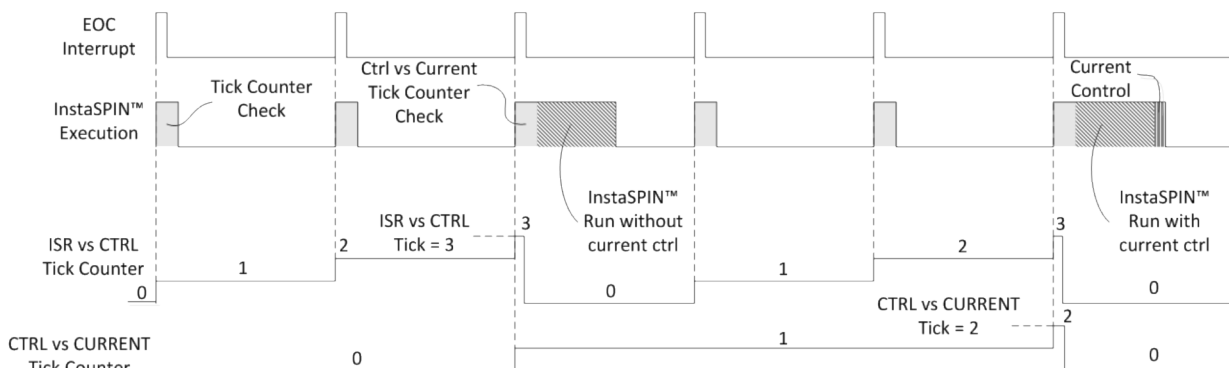 EOC
Interrupt
Tick Counter
Check
Ctrl vs Current
Tick Counter
Check
Current
Control
InstaSPIN™
Execution
InstaSPIN™
Run without
current ctrl
InstaSPIN™
Run with
current ctrl
ISR vs CTRL
Tick = 3
3
3
ISR vs CTRL
Tick Counter
2
2
1
1
0
0
0
CTRL vs CURRENT
Tick = 2
2
CTRL vs CURRENT
Tick Counter
0
1
0